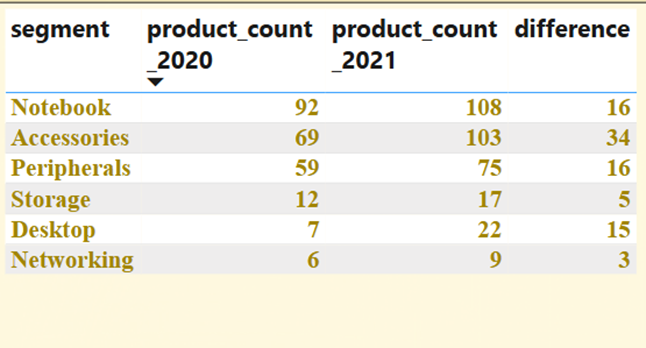 segment product_count_2020 product_count_2021 difference
Notebook 92 108 16
Accessories 69 103 34
Peripherals 59 75 16
Storage 12 17 5
Desktop 7 22 15
Networking 6 9 3